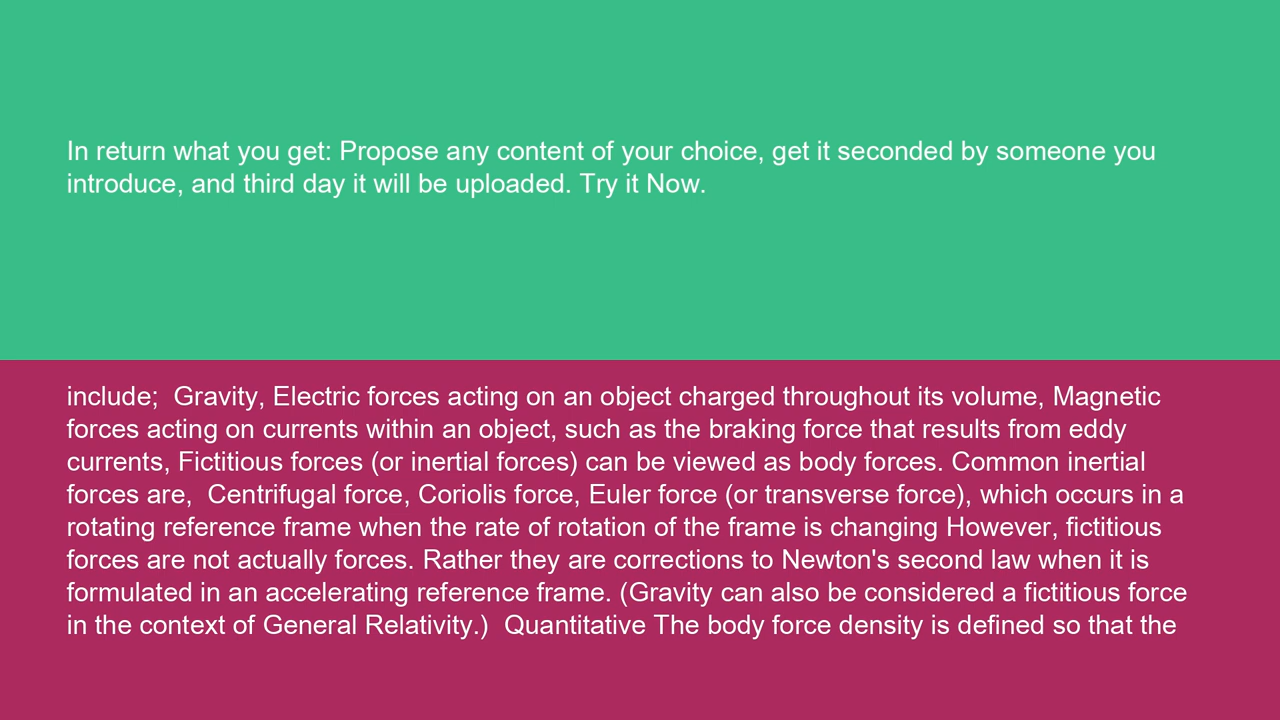 In return what you get: Propose any content of your choice, get it seconded by someone you
introduce, and third day it will be uploaded. Try it Now.
include;  Gravity, Electric forces acting on an object charged throughout its volume, Magnetic
forces acting on currents within an object, such as the braking force that results from eddy
currents, Fictitious forces (or inertial forces) can be viewed as body forces. Common inertial
forces are,  Centrifugal force, Coriolis force, Euler force (or transverse force), which occurs in a
rotating reference frame when the rate of rotation of the frame is changing However, fictitious
forces are not actually forces. Rather they are corrections to Newton's second law when it is
formulated in an accelerating reference frame. (Gravity can also be considered a fictitious force
in the context of General Relativity.)  Quantitative The body force density is defined so that the